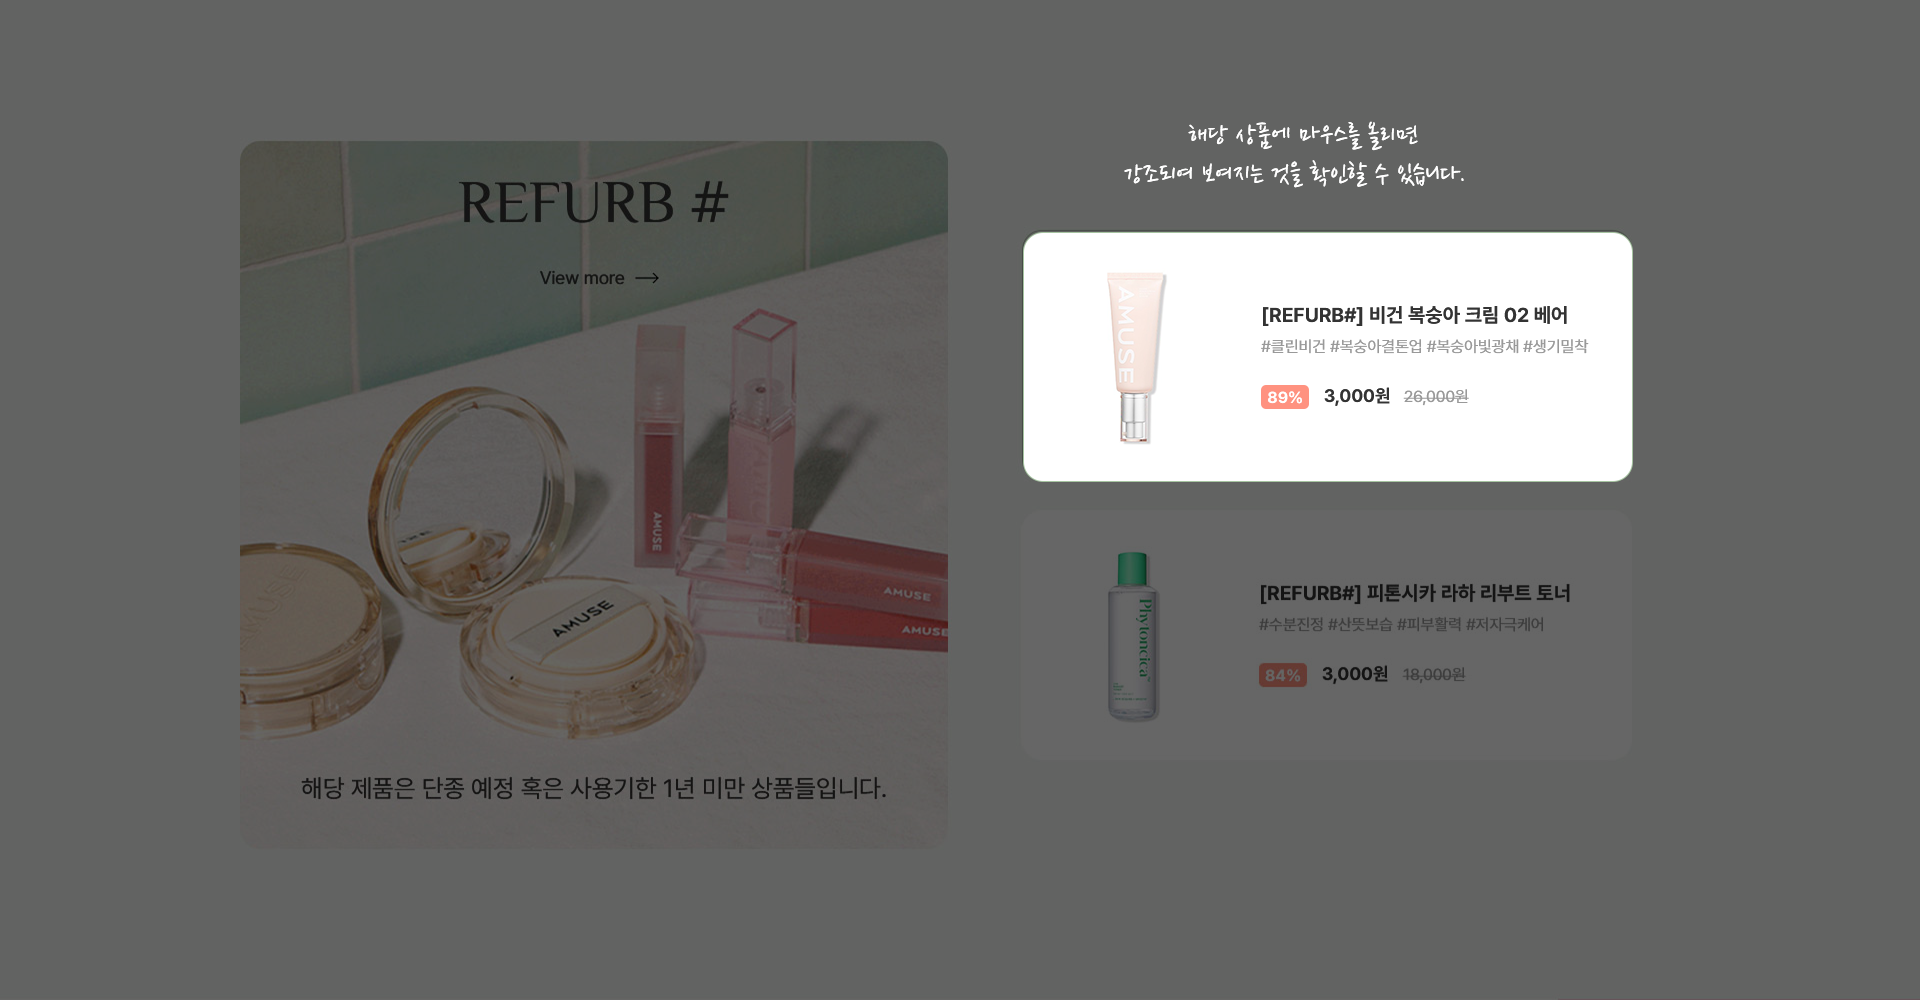 REFURB #
View more
AMUSE
AMUSE
AMUSE
AMUSE
AMUSE
해당 제품은 단종 예정 혹은 사용기한 1년 미만 상품들입니다.
해당 상품에 마우스를 올리면
강조되여 보여지는 것을 확인할 수 있습니다.
AMUSE
[REFURB#] 비건 복숭아 크림 02 베어
#클린비건 #복숭아결톤업 #복숭아빛광채 #생기밀착
89% 3,000원 26,000원
Phytoncica
[REFURB#] 피톤시카 라하 리부트 토너
#수분진정 #산뜻보습 #피부활력 #저자극케어
84% 3,000원 18,000원